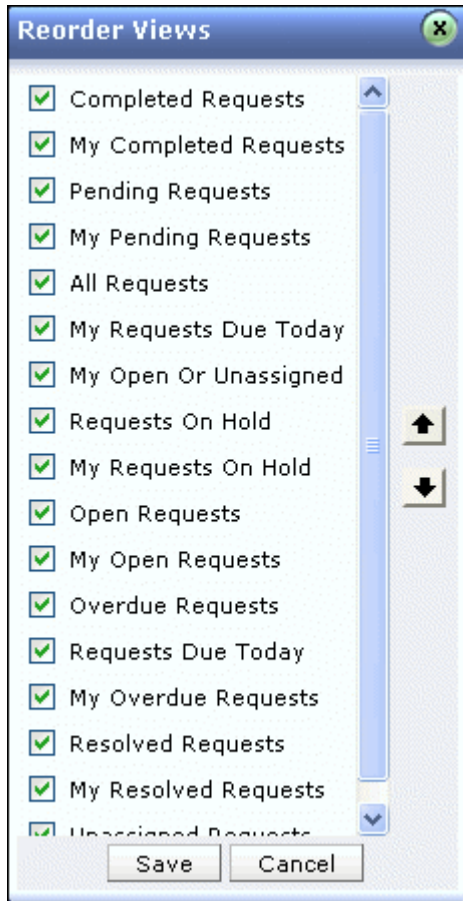 Reorder Views
Completed Requests
My Completed Requests
Pending Requests
My Pending Requests
All Requests
My Requests Due Today
My Open Or Unassigned
Requests On Hold
My Requests On Hold
Open Requests
My Open Requests
Overdue Requests
Requests Due Today
My Overdue Requests
Resolved Requests
My Resolved Requests
Unassigned Requests
Save Cancel